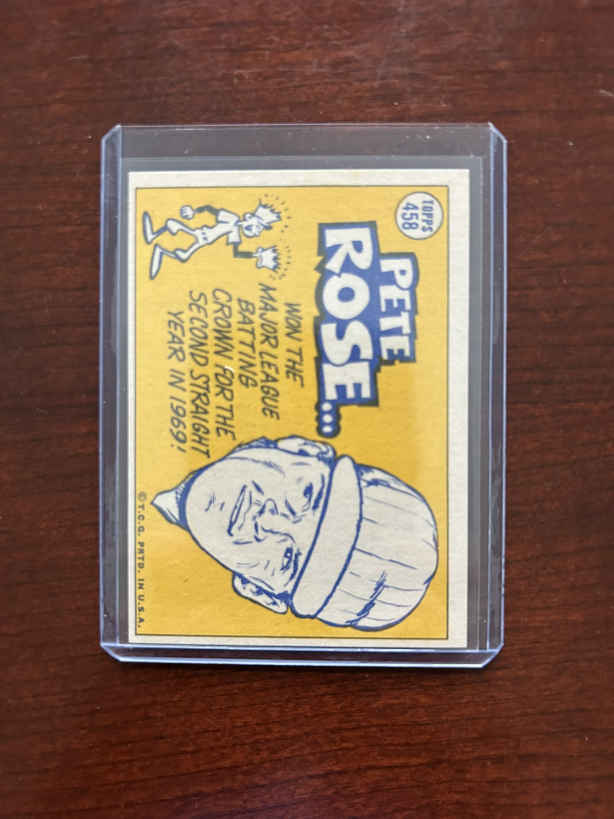 TOPPS
458
PETE
ROSE...
WON THE
MAJOR LEAGUE
BATTING
CROWN FOR THE
SECOND STRAIGHT
YEAR IN 1969!
© T.C.G. PRTD. IN U.S.A.